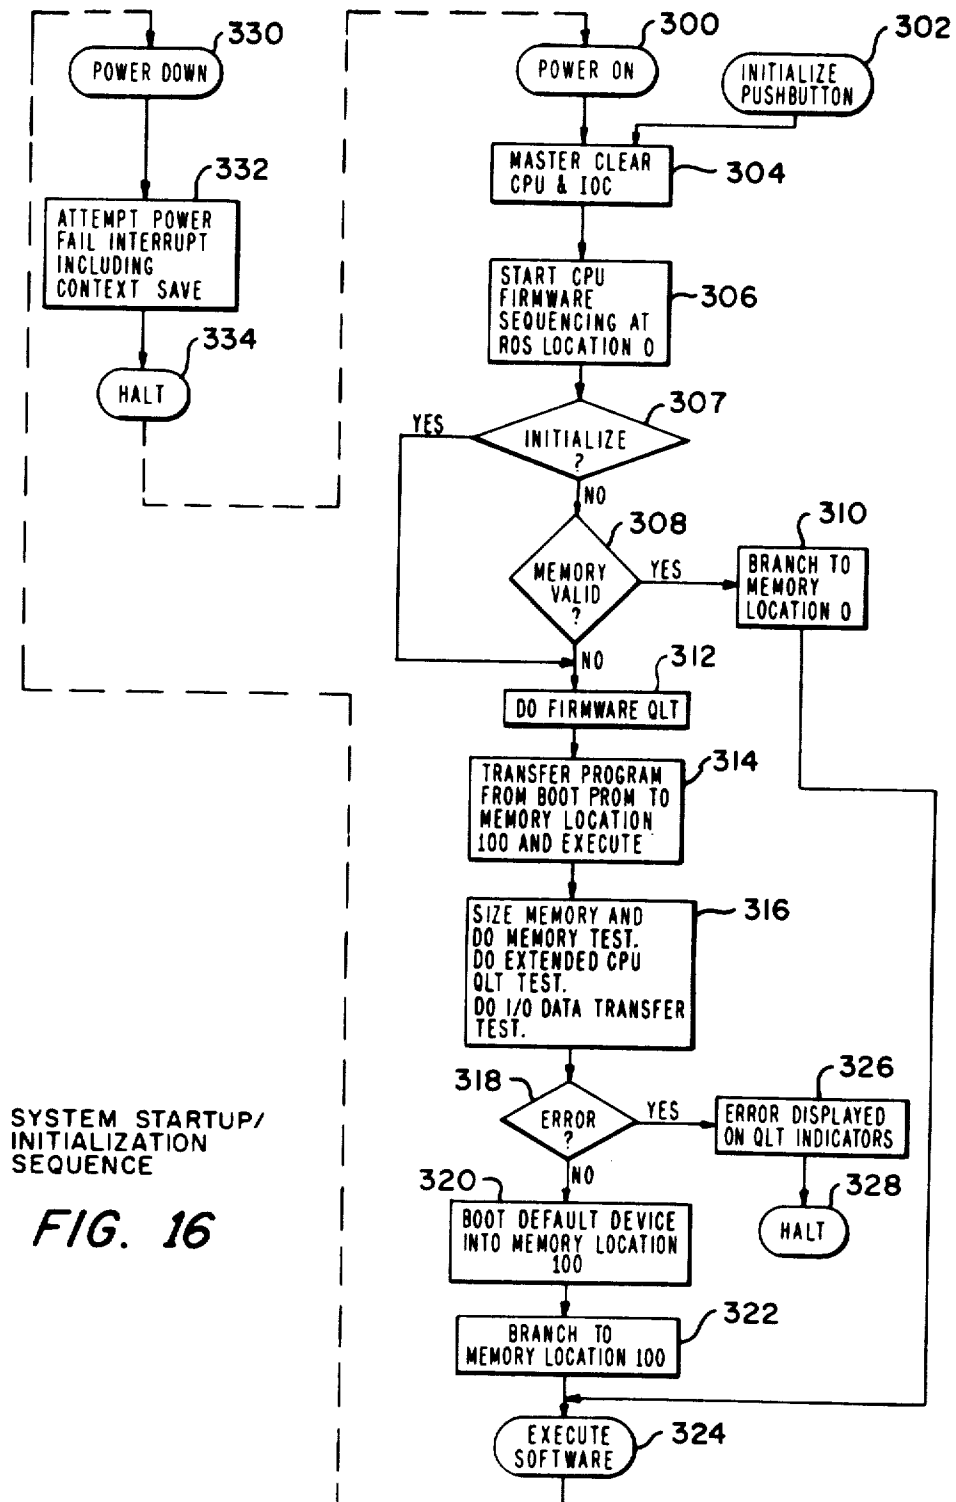 330
POWER DOWN
332
ATTEMPT POWER
FAIL INTERRUPT
INCLUDING
CONTEXT SAVE
334
HALT
300
POWER ON
302
INITIALIZE
PUSHBUTTON
MASTER CLEAR
CPU & IOC
304
START CPU
FIRMWARE
SEQUENCING AT
ROS LOCATION 0
306
307
YES
INITIALIZE
?
NO
308
MEMORY
VALID
?
YES
310
BRANCH TO
MEMORY
LOCATION 0
NO
312
DO FIRMWARE QLT
314
TRANSFER PROGRAM
FROM BOOT PROM TO
MEMORY LOCATION
100 AND EXECUTE
316
SIZE MEMORY AND
DO MEMORY TEST.
DO EXTENDED CPU
QLT TEST.
DO I/O DATA TRANSFER
TEST.
318
ERROR
?
YES
326
ERROR DISPLAYED
ON QLT INDICATORS
328
HALT
NO
320
BOOT DEFAULT DEVICE
INTO MEMORY LOCATION
100
322
BRANCH TO
MEMORY LOCATION 100
EXECUTE
SOFTWARE
324
SYSTEM STARTUP/
INITIALIZATION
SEQUENCE
FIG. 16